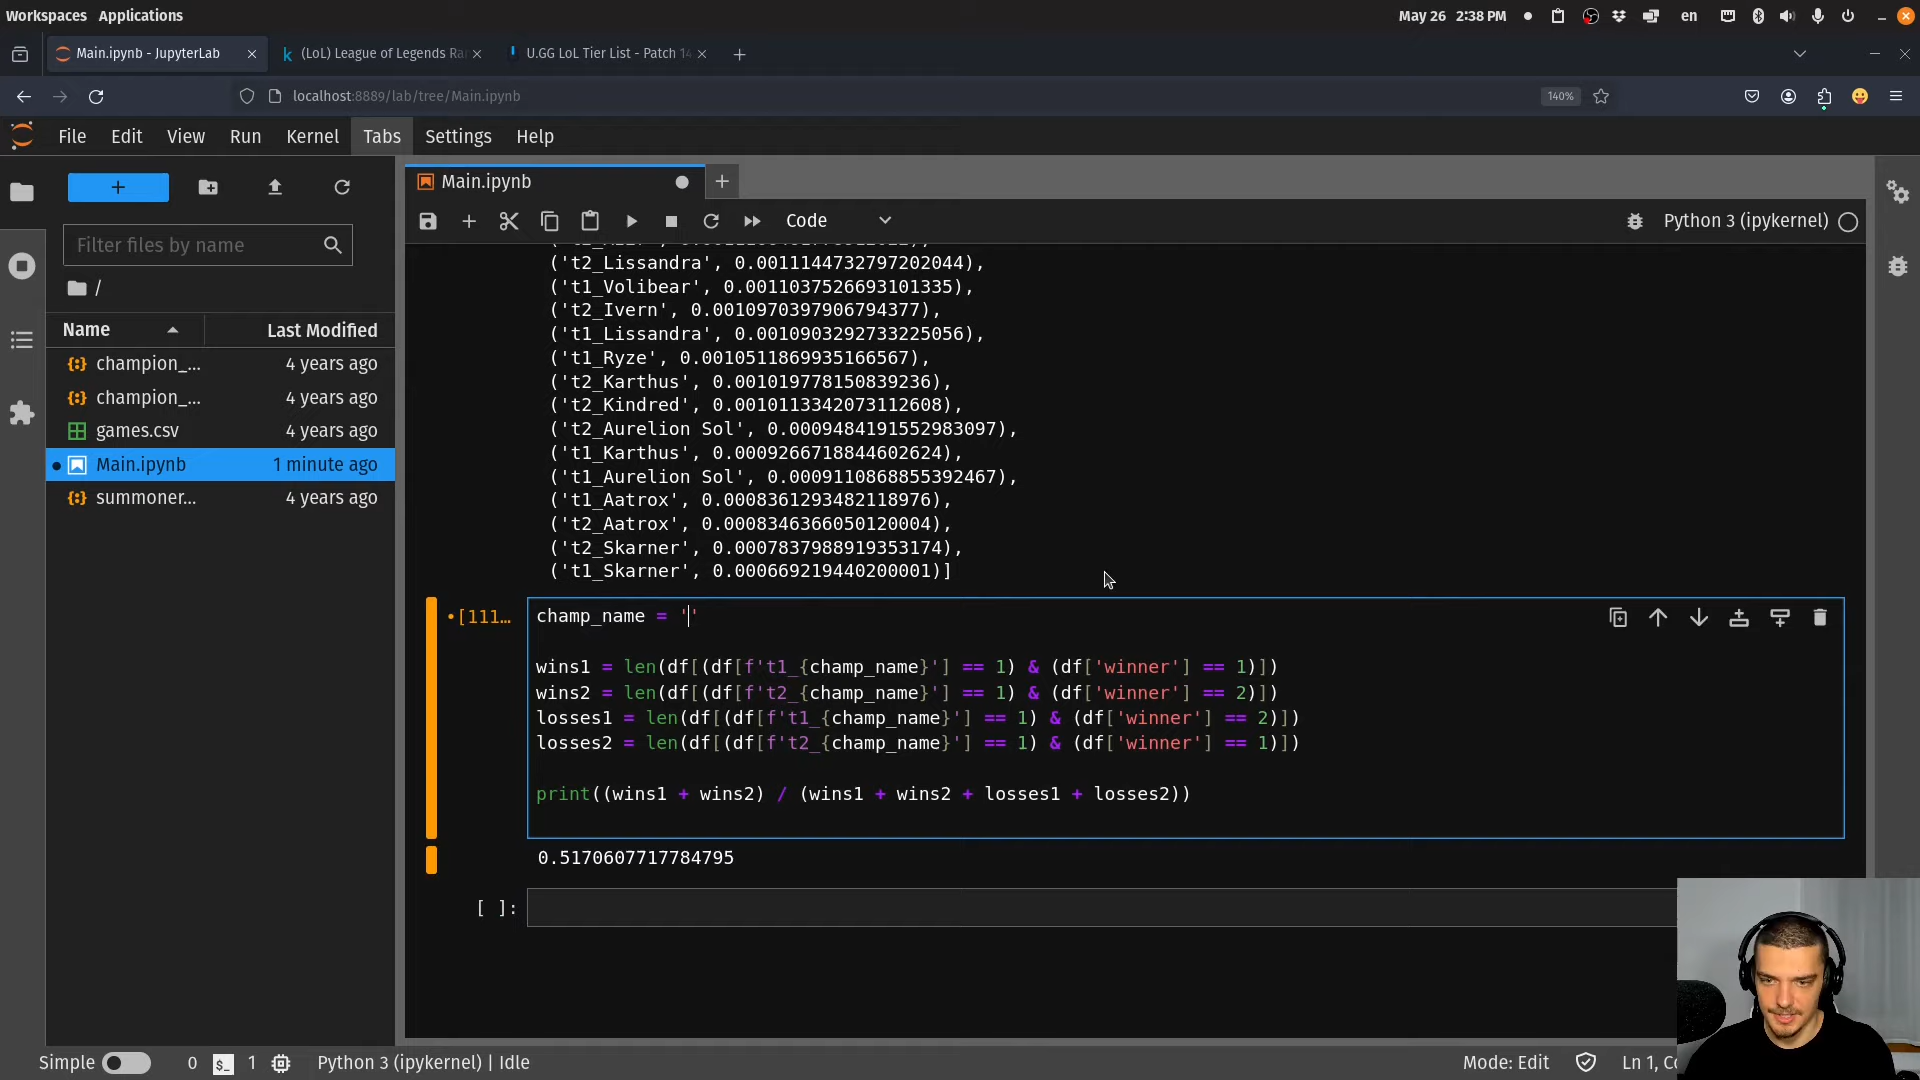 Workspaces Applications
May 26 2:38 PM
en
Main.ipynb - JupyterLab
(LoL) League of Legends Ra
U.GG LoL Tier List - Patch 14
localhost:8889/lab/tree/Main.ipynb
140%
File Edit View Run Kernel Tabs Settings Help
Main.ipynb
Code
Python 3 (ipykernel)
Filter files by name
/
Name Last Modified
champion_... 4 years ago
champion_... 4 years ago
games.csv 4 years ago
Main.ipynb 1 minute ago
summoner... 4 years ago
('t2_Lissandra', 0.0011144732797202044),
('t1_Volibear', 0.0011037526693101335),
('t2_Ivern', 0.0010970397906794377),
('t1_Lissandra', 0.0010903292733225056),
('t1_Ryze', 0.0010511869935166567),
('t2_Karthus', 0.001019778150839236),
('t2_Kindred', 0.0010113342073112608),
('t2_Aurelion Sol', 0.0009484191552983097),
('t1_Karthus', 0.0009266718844602624),
('t1_Aurelion Sol', 0.0009110868855392467),
('t1_Aatrox', 0.0008361293482118976),
('t2_Aatrox', 0.0008346366050120004),
('t2_Skarner', 0.0007837988919353174),
('t1_Skarner', 0.000669219440200001)]
[111...
champ_name = ''
wins1 = len(df[(df[f't1_{champ_name}'] == 1) & (df['winner'] == 1)])
wins2 = len(df[(df[f't2_{champ_name}'] == 1) & (df['winner'] == 2)])
losses1 = len(df[(df[f't1_{champ_name}'] == 1) & (df['winner'] == 2)])
losses2 = len(df[(df[f't2_{champ_name}'] == 1) & (df['winner'] == 1)])
print((wins1 + wins2) / (wins1 + wins2 + losses1 + losses2))
0.5170607717784795
[ ]:
Simple 0 1 Python 3 (ipykernel) | Idle
Mode: Edit Ln 1,